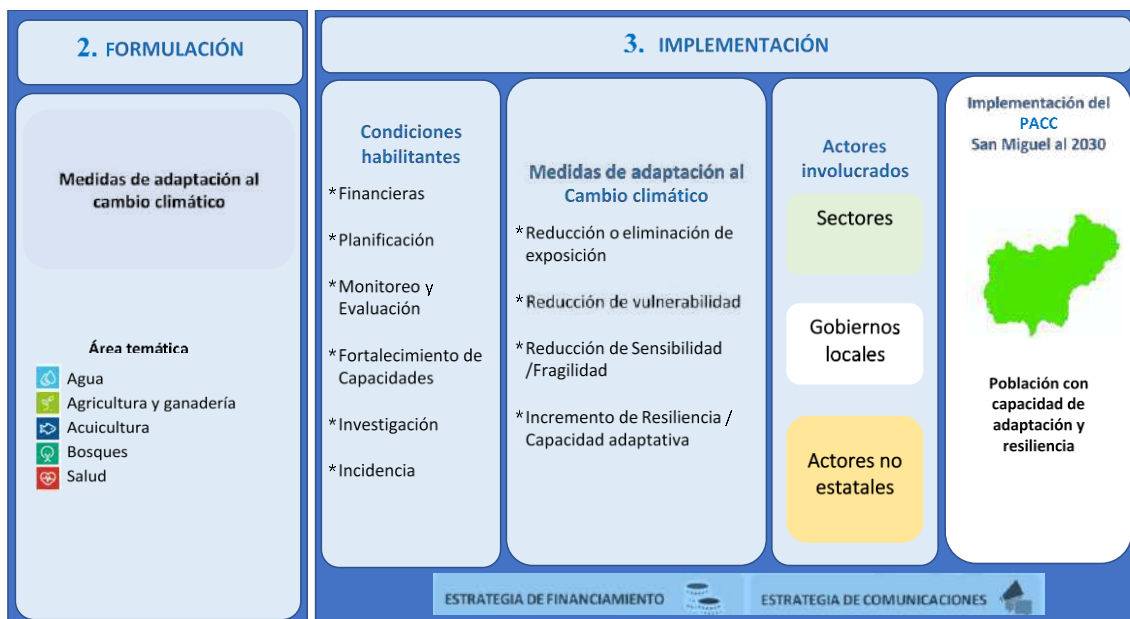 2. FORMULACIÓN
Medidas de adaptación al
cambio climático
Área temática
Agua
Agricultura y ganadería
Acuicultura
Bosques
Salud
3. IMPLEMENTACIÓN
Condiciones
habilitantes
*Financieras
*Planificación
*Monitoreo y
Evaluación
*Fortalecimiento de
Capacidades
*Investigación
*Incidencia
Medidas de adaptación al
Cambio climático
*Reducción o eliminación de
exposición
*Reducción de vulnerabilidad
*Reducción de Sensibilidad
/Fragilidad
*Incremento de Resiliencia /
Capacidad adaptativa
Actores
involucrados
Sectores
Gobiernos
locales
Actores no
estatales
Implementación del
PACC
San Miguel al 2030
Población con
capacidad de
adaptación y
resiliencia
ESTRATEGIA DE FINANCIAMIENTO
ESTRATEGIA DE COMUNICACIONES